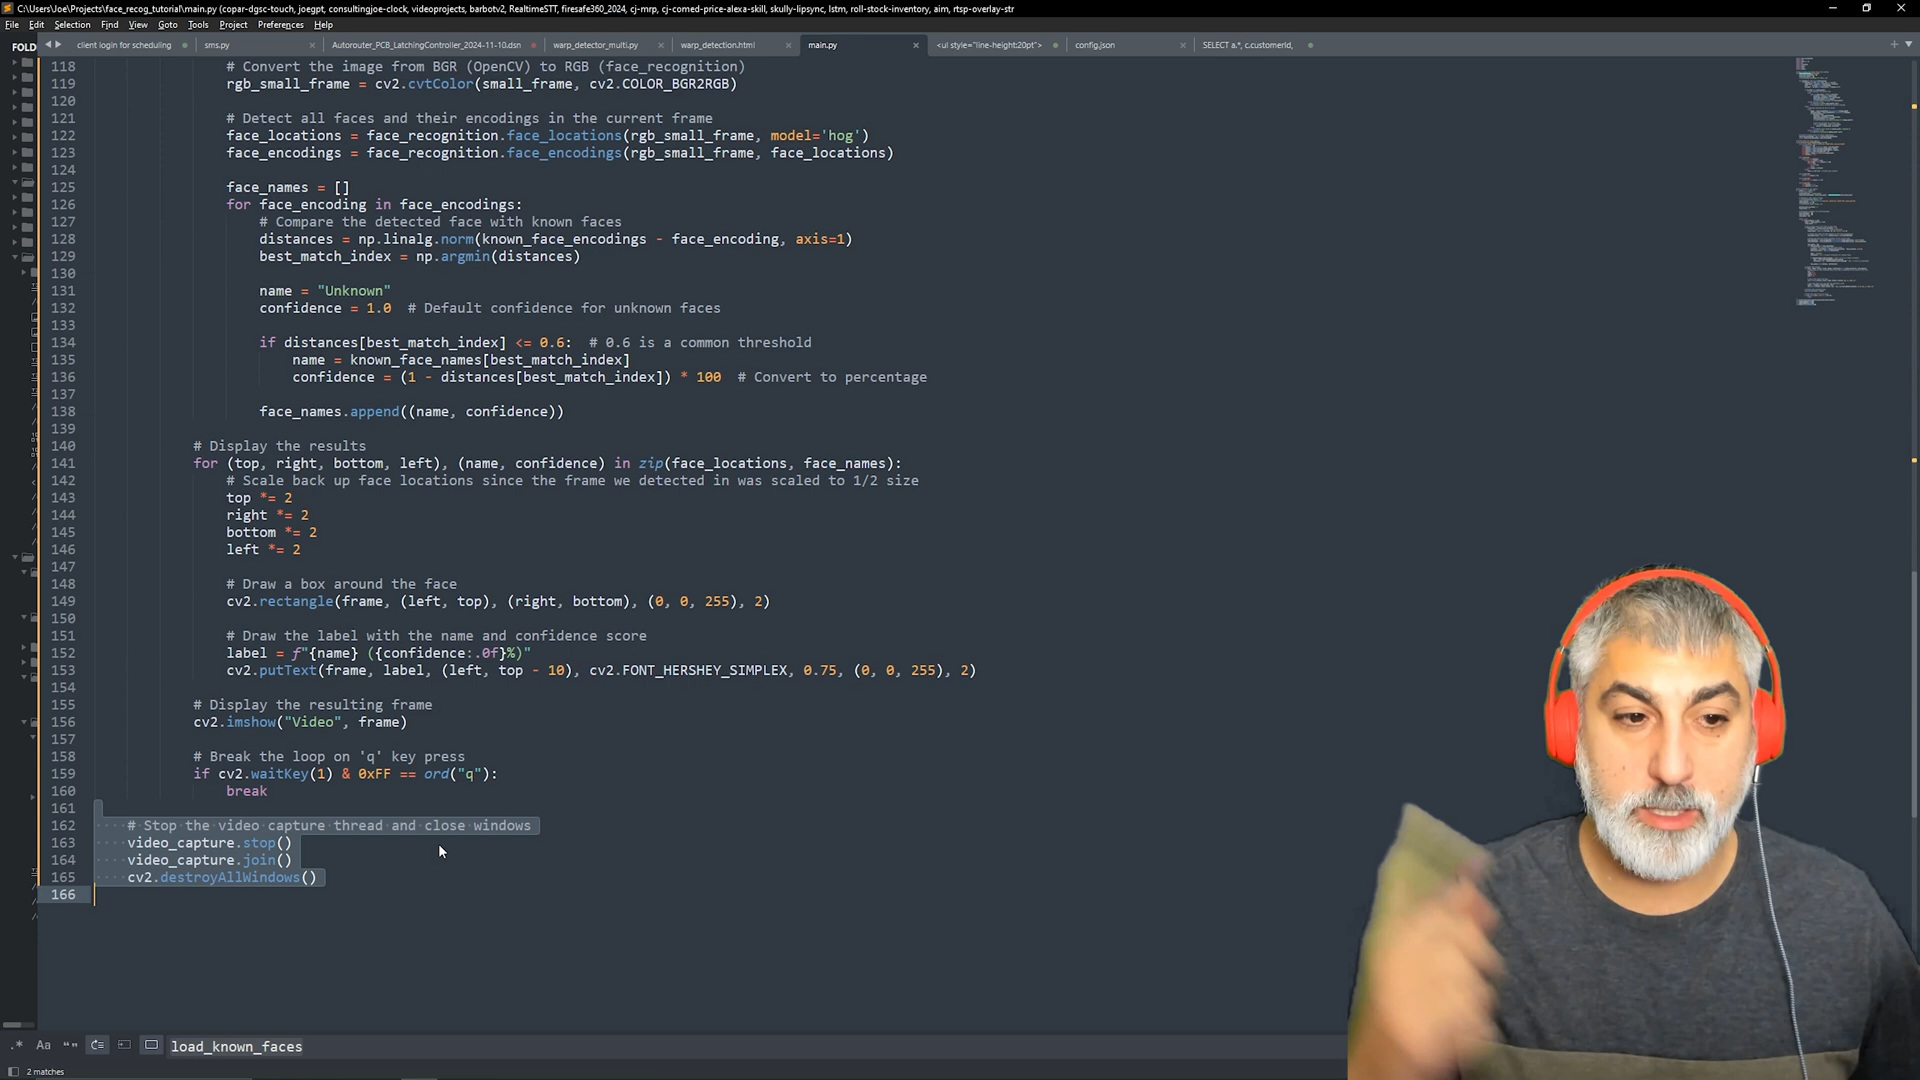 C:\Users\Joe\Projects\face_recog_tutorial\main.py (copar-dgsc-touch, joegpt, consultingjoe-clock, videoprojects, barbotv2, RealtimeSTT, firesafe360_2024, cj-mrp, cj-comed-price-alexa-skill, skully-lipsync, lstm, roll-stock-inventory, aim, rtsp-overlay-str
File Edit Selection Find View Goto Tools Project Preferences Help
FOLD
client login for scheduling sms.py Autorouter_PCB_LatchingController_2024-11-10.dsn warp_detector_multi.py warp_detection.html main.py <ul style="line-height:20pt"> config.json SELECT a.*, c.customerId,
118 # Convert the image from BGR (OpenCV) to RGB (face_recognition)
119 rgb_small_frame = cv2.cvtColor(small_frame, cv2.COLOR_BGR2RGB)
120
121 # Detect all faces and their encodings in the current frame
122 face_locations = face_recognition.face_locations(rgb_small_frame, model='hog')
123 face_encodings = face_recognition.face_encodings(rgb_small_frame, face_locations)
124
125 face_names = []
126 for face_encoding in face_encodings:
127 # Compare the detected face with known faces
128 distances = np.linalg.norm(known_face_encodings - face_encoding, axis=1)
129 best_match_index = np.argmin(distances)
130
131 name = "Unknown"
132 confidence = 1.0 # Default confidence for unknown faces
133
134 if distances[best_match_index] <= 0.6: # 0.6 is a common threshold
135 name = known_face_names[best_match_index]
136 confidence = (1 - distances[best_match_index]) * 100 # Convert to percentage
137
138 face_names.append((name, confidence))
139
140 # Display the results
141 for (top, right, bottom, left), (name, confidence) in zip(face_locations, face_names):
142 # Scale back up face locations since the frame we detected in was scaled to 1/2 size
143 top *= 2
144 right *= 2
145 bottom *= 2
146 left *= 2
147
148 # Draw a box around the face
149 cv2.rectangle(frame, (left, top), (right, bottom), (0, 0, 255), 2)
150
151 # Draw the label with the name and confidence score
152 label = f"{name} ({confidence:.0f}%)"
153 cv2.putText(frame, label, (left, top - 10), cv2.FONT_HERSHEY_SIMPLEX, 0.75, (0, 0, 255), 2)
154
155 # Display the resulting frame
156 cv2.imshow("Video", frame)
157
158 # Break the loop on 'q' key press
159 if cv2.waitKey(1) & 0xFF == ord("q"):
160 break
161
162 # Stop the video capture thread and close windows
163 video_capture.stop()
164 video_capture.join()
165 cv2.destroyAllWindows()
166
.* Aa “” load_known_faces
2 matches